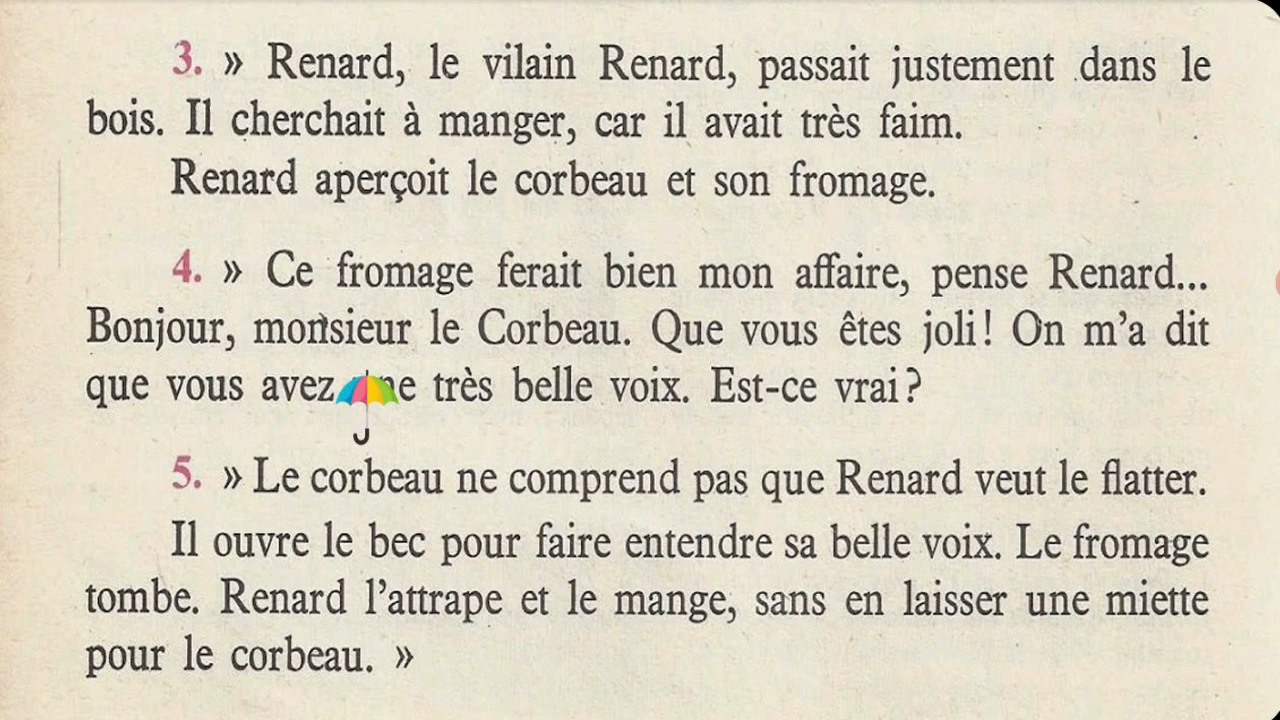 3. » Renard, le vilain Renard, passait justement dans le
bois. Il cherchait à manger, car il avait très faim.
Renard aperçoit le corbeau et son fromage.
4. » Ce fromage ferait bien mon affaire, pense Renard...
Bonjour, monsieur le Corbeau. Que vous êtes joli! On m'a dit
que vous avez très belle voix. Est-ce vrai?
5. » Le corbeau ne comprend pas que Renard veut le flatter.
Il ouvre le bec pour faire entendre sa belle voix. Le fromage
tombe. Renard l'attrape et le mange, sans en laisser une miette
pour le corbeau. »